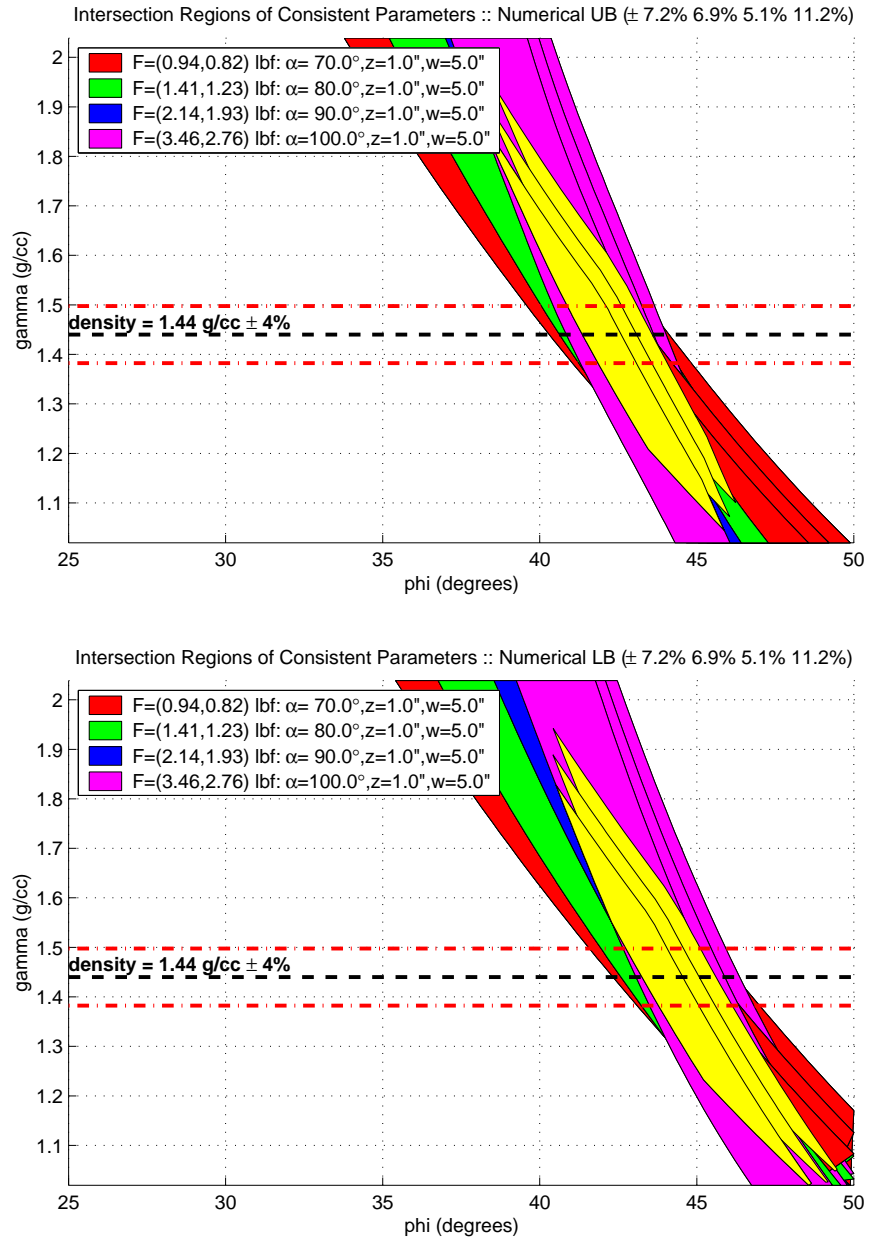 Intersection Regions of Consistent Parameters :: Numerical UB (± 7.2% 6.9% 5.1% 11.2%)
F=(0.94,0.82) lbf: α= 70.0°,z=1.0",w=5.0"
F=(1.41,1.23) lbf: α= 80.0°,z=1.0",w=5.0"
F=(2.14,1.93) lbf: α= 90.0°,z=1.0",w=5.0"
F=(3.46,2.76) lbf: α=100.0°,z=1.0",w=5.0"
2
1.9
1.8
1.7
1.6
1.5
1.4
1.3
1.2
1.1
gamma (g/cc)
density = 1.44 g/cc ± 4%
25 30 35 40 45 50
phi (degrees)
Intersection Regions of Consistent Parameters :: Numerical LB (± 7.2% 6.9% 5.1% 11.2%)
F=(0.94,0.82) lbf: α= 70.0°,z=1.0",w=5.0"
F=(1.41,1.23) lbf: α= 80.0°,z=1.0",w=5.0"
F=(2.14,1.93) lbf: α= 90.0°,z=1.0",w=5.0"
F=(3.46,2.76) lbf: α=100.0°,z=1.0",w=5.0"
2
1.9
1.8
1.7
1.6
1.5
1.4
1.3
1.2
1.1
gamma (g/cc)
density = 1.44 g/cc ± 4%
25 30 35 40 45 50
phi (degrees)